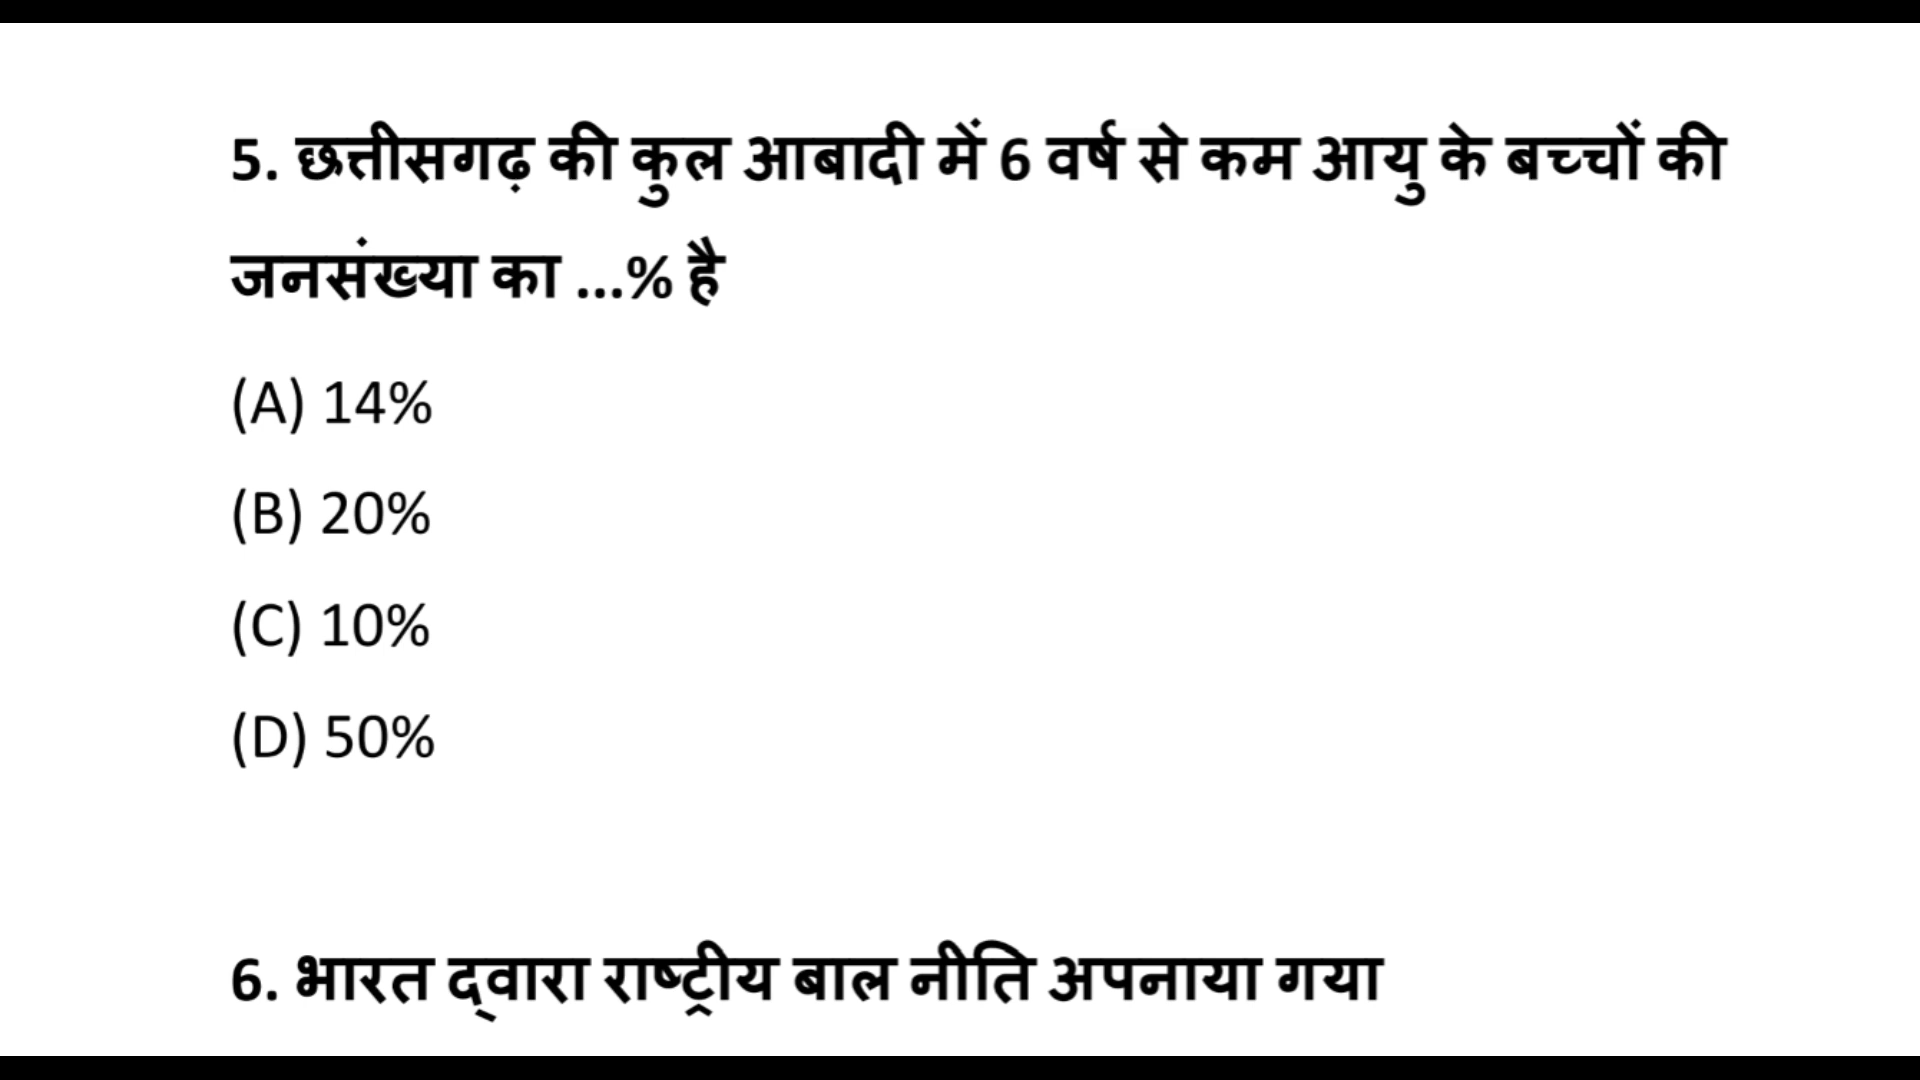 5. छत्तीसगढ़ की कुल आबादी में 6 वर्ष से कम आयु के बच्चों की
जनसंख्या का ...% है
(A) 14%
(B) 20%
(C) 10%
(D) 50%
6. भारत द्वारा राष्ट्रीय बाल नीति अपनाया गया